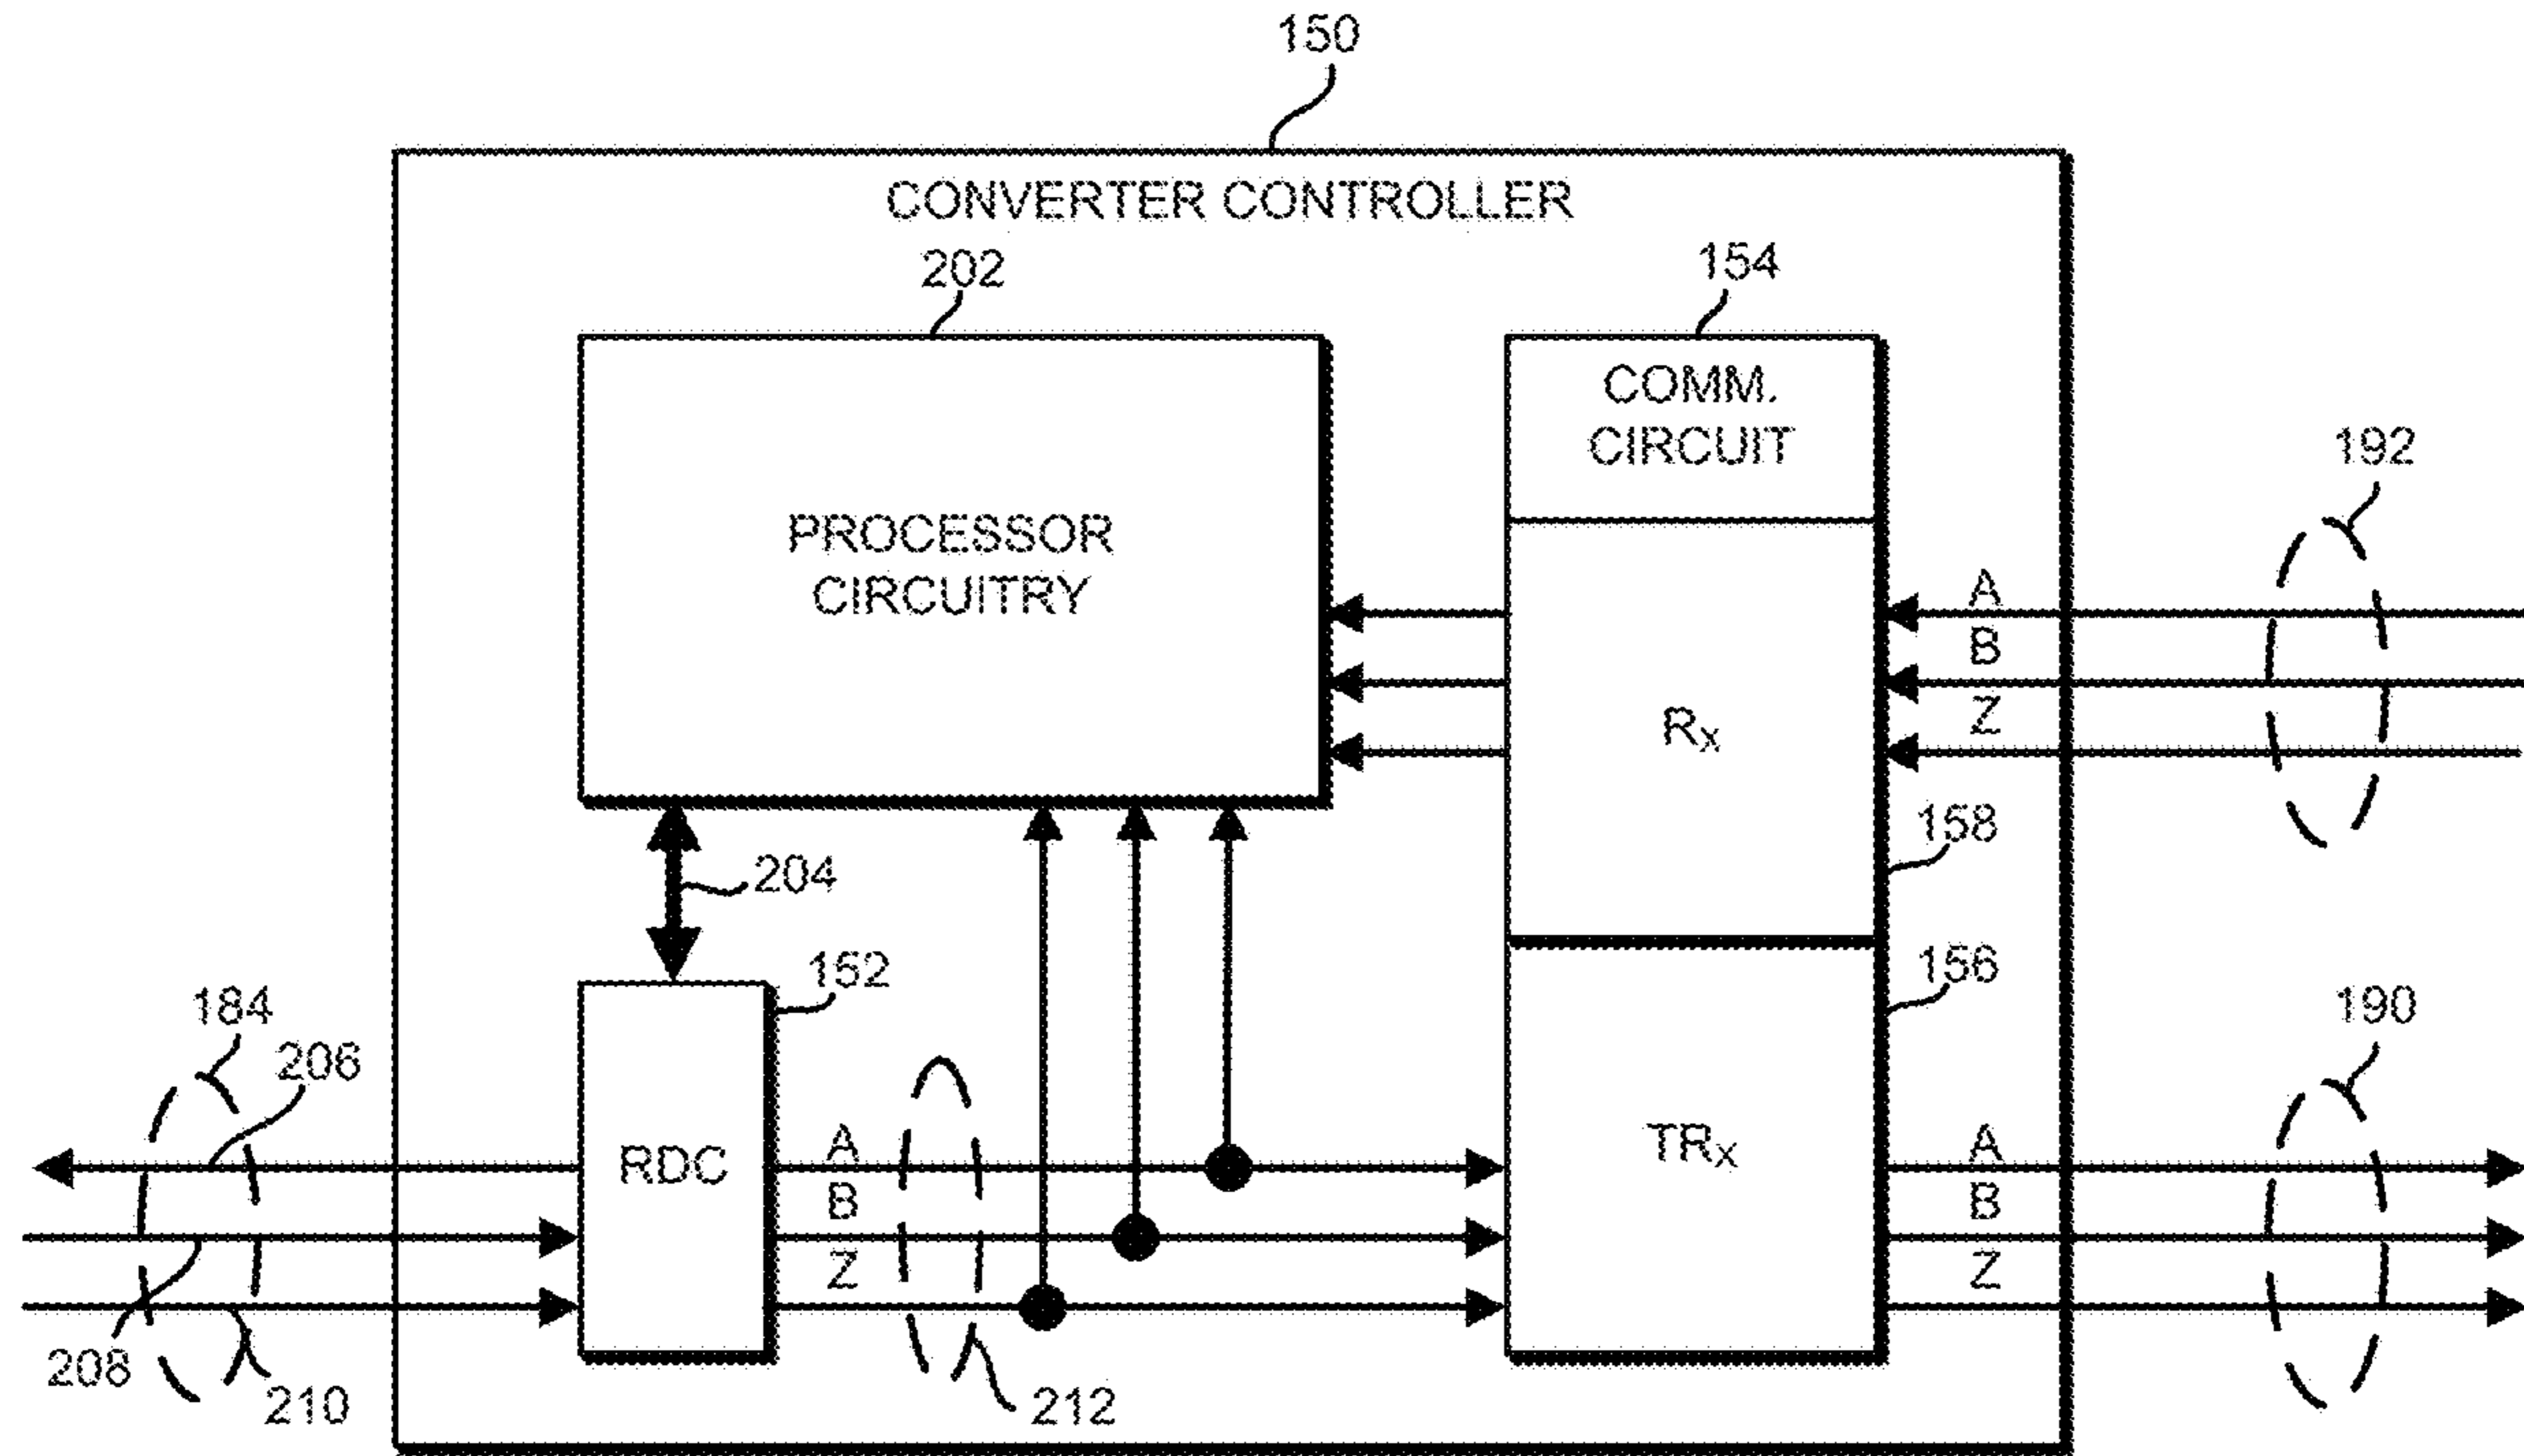 150
CONVERTER CONTROLLER
202
154
COMM.
CIRCUIT
192
PROCESSOR
CIRCUITRY
A
B
Z
Rx
158
204
152
156
184
206
190
A
B
Z
RDC
TRx
A
B
Z
208
210
212